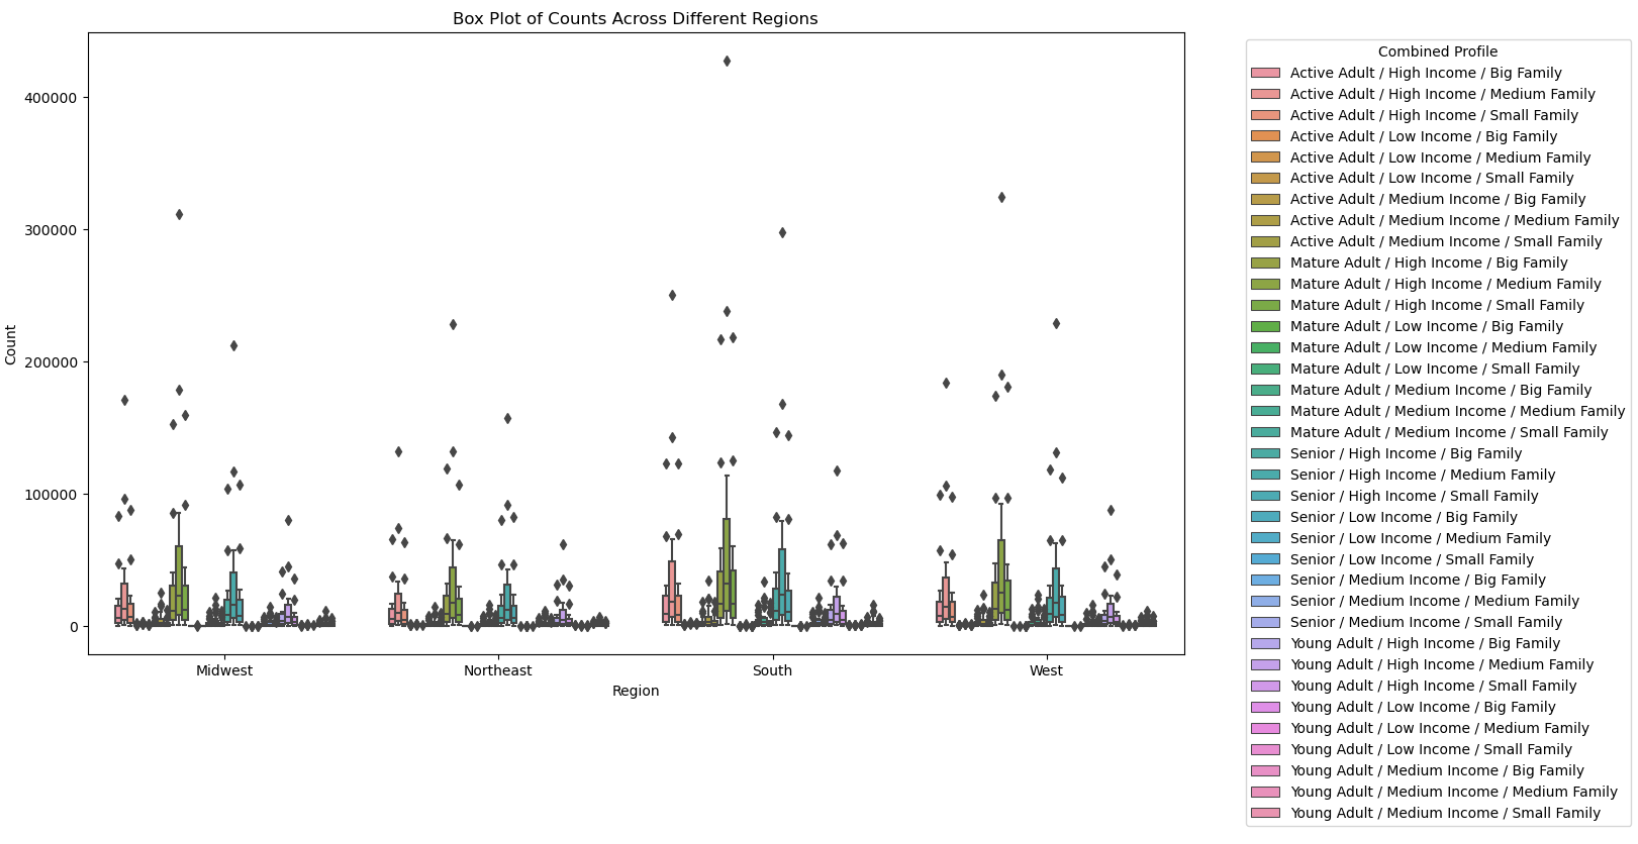 Box Plot of Counts Across Different Regions
400000
300000
200000
100000
0
Count
Midwest
Northeast
South
West
Region
Combined Profile
Active Adult / High Income / Big Family
Active Adult / High Income / Medium Family
Active Adult / High Income / Small Family
Active Adult / Low Income / Big Family
Active Adult / Low Income / Medium Family
Active Adult / Low Income / Small Family
Active Adult / Medium Income / Big Family
Active Adult / Medium Income / Medium Family
Active Adult / Medium Income / Small Family
Mature Adult / High Income / Big Family
Mature Adult / High Income / Medium Family
Mature Adult / High Income / Small Family
Mature Adult / Low Income / Big Family
Mature Adult / Low Income / Medium Family
Mature Adult / Low Income / Small Family
Mature Adult / Medium Income / Big Family
Mature Adult / Medium Income / Medium Family
Mature Adult / Medium Income / Small Family
Senior / High Income / Big Family
Senior / High Income / Medium Family
Senior / High Income / Small Family
Senior / Low Income / Big Family
Senior / Low Income / Medium Family
Senior / Low Income / Small Family
Senior / Medium Income / Big Family
Senior / Medium Income / Medium Family
Senior / Medium Income / Small Family
Young Adult / High Income / Big Family
Young Adult / High Income / Medium Family
Young Adult / High Income / Small Family
Young Adult / Low Income / Big Family
Young Adult / Low Income / Medium Family
Young Adult / Low Income / Small Family
Young Adult / Medium Income / Big Family
Young Adult / Medium Income / Medium Family
Young Adult / Medium Income / Small Family